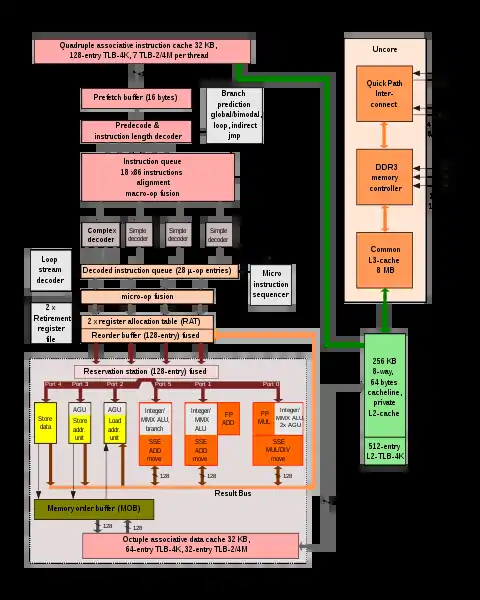 Quadruple associative instruction cache 32 KB,
128-entry TLB-4K, 7 TLB-2/4M per thread
Prefetch buffer (16 bytes)
Predecode &
instruction length decoder
Branch
prediction
global/bimodal,
loop, indirect
jmp
Instruction queue
18 x86 instructions
alignment
macro-op fusion
Complex
decoder
Simple
decoder
Simple
decoder
Simple
decoder
Loop
stream
decoder
Decoded instruction queue (28 µ-op entries)
Micro
instruction
sequencer
micro-op fusion
2 x
Retirement
register
file
2 x register allocation table (RAT)
Reorder buffer (128-entry) fused
Reservation station (128-entry) fused
Port 4
Port 3
Port 2
Port 5
Port 1
Port 0
Store
data
AGU
Store
addr.
unit
AGU
Load
addr.
unit
Integer/
MMX ALU,
branch
SSE
ADD
move
Integer/
MMX
ALU
FP
ADD
SSE
ADD
move
FP
MUL
Integer/
MMX ALU,
2x AGU
SSE
MUL/DIV
move
128
128
128
Result Bus
Memory order buffer (MOB)
128
128
Octuple associative data cache 32 KB,
64-entry TLB-4K, 32-entry TLB-2/4M
Uncore
Quick Path
Inter-
connect
DDR3
memory
controller
Common
L3-cache
8 MB
256 KB
8-way,
64 bytes
cacheline,
private
L2-cache
512-entry
L2-TLB-4K